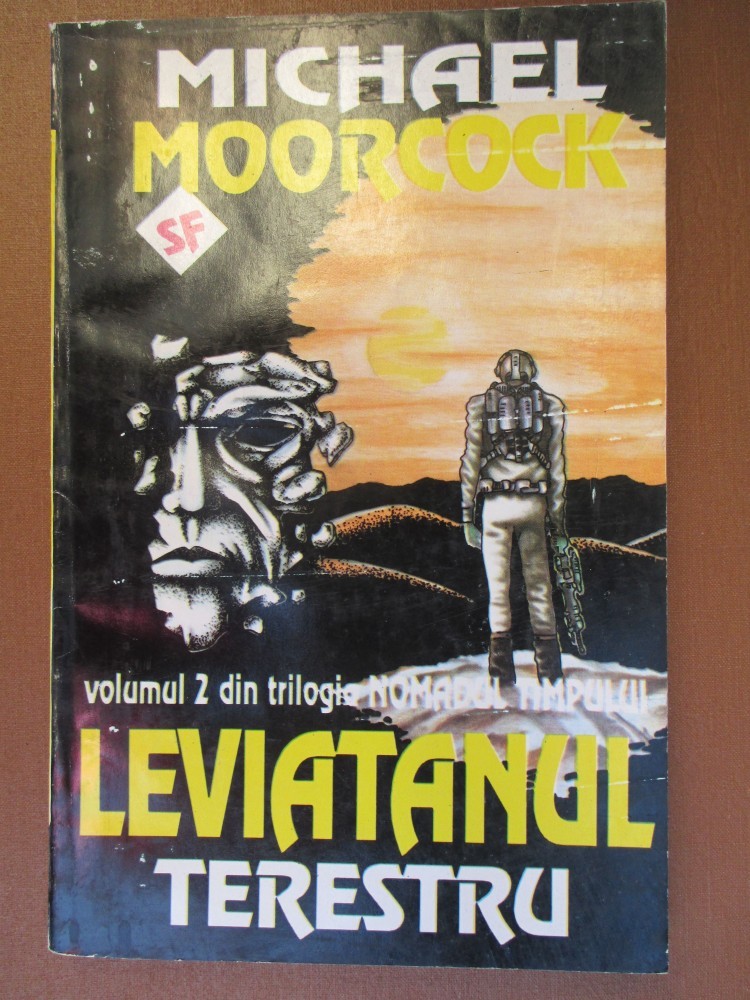 MICHAEL
MOORCOCK
SF
volumul 2 din trilogia NOMADUL TIMPULUI
LEVIATANUL
TERESTRU